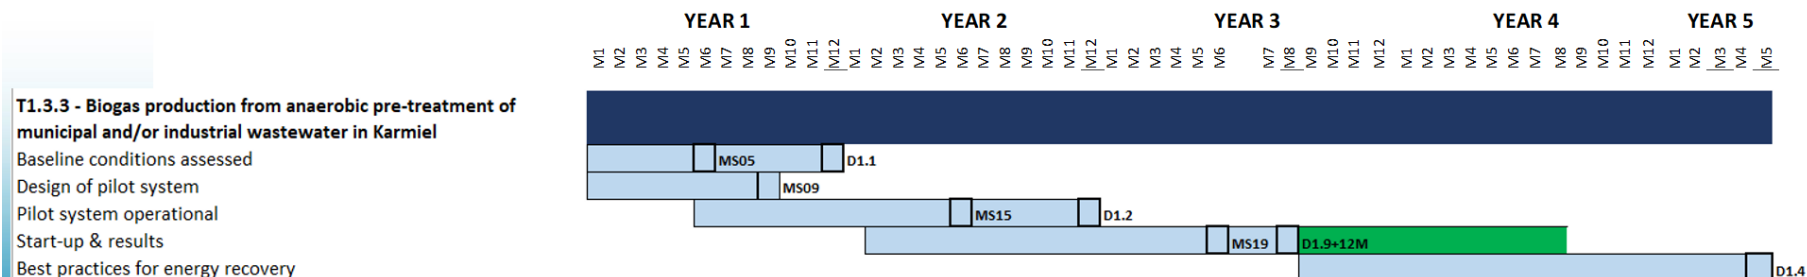 YEAR 1 YEAR 2 YEAR 3 YEAR 4 YEAR 5
M1 M2 M3 M4 M5 M6 M7 M8 M9 M10 M11 M12 M1 M2 M3 M4 M5 M6 M7 M8 M9 M10 M11 M12 M1 M2 M3 M4 M5 M6 M7 M8 M9 M10 M11 M12 M1 M2 M3 M4 M5 M6 M7 M8 M9 M10 M11 M12 M1 M2 M3 M4 M5
T1.3.3 - Biogas production from anaerobic pre-treatment of
municipal and/or industrial wastewater in Karmiel
Baseline conditions assessed MS05 D1.1
Design of pilot system MS09
Pilot system operational MS15 D1.2
Start-up & results MS19 D1.9+12M
Best practices for energy recovery D1.4